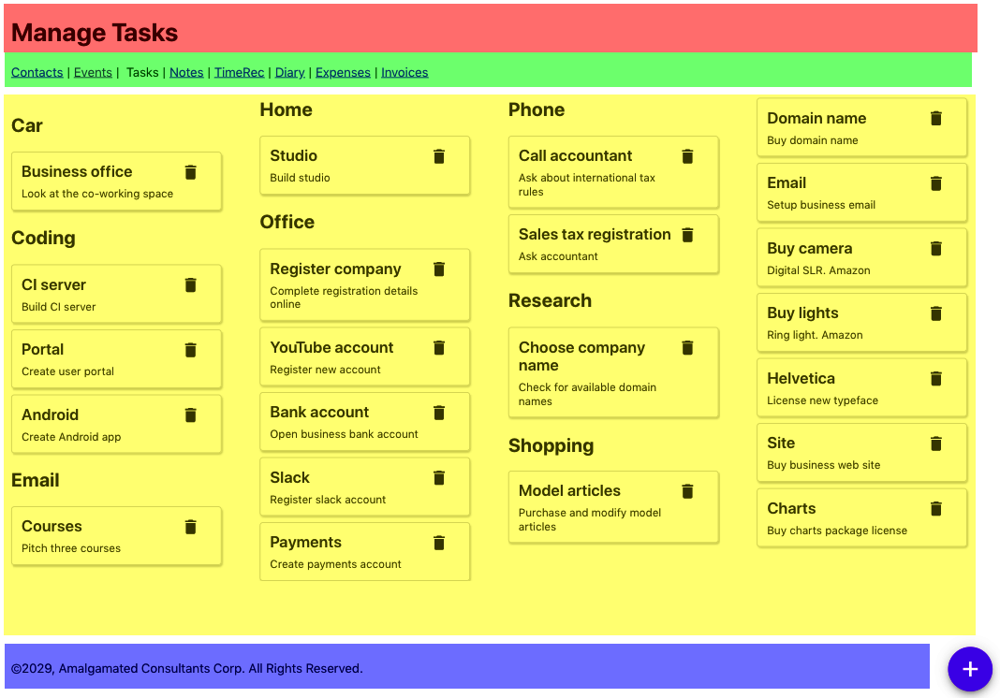 Manage Tasks
Contacts | Events | Tasks | Notes | TimeRec | Diary | Expenses | Invoices
Car
Business office
Look at the co-working space
Coding
CI server
Build CI server
Portal
Create user portal
Android
Create Android app
Email
Courses
Pitch three courses
Home
Studio
Build studio
Office
Register company
Complete registration details
online
YouTube account
Register new account
Bank account
Open business bank account
Slack
Register slack account
Payments
Create payments account
Phone
Call accountant
Ask about international tax
rules
Sales tax registration
Ask accountant
Research
Choose company
name
Check for available domain
names
Shopping
Model articles
Purchase and modify model
articles
Domain name
Buy domain name
Email
Setup business email
Buy camera
Digital SLR. Amazon
Buy lights
Ring light. Amazon
Helvetica
License new typeface
Site
Buy business web site
Charts
Buy charts package license
©2029, Amalgamated Consultants Corp. All Rights Reserved.
+